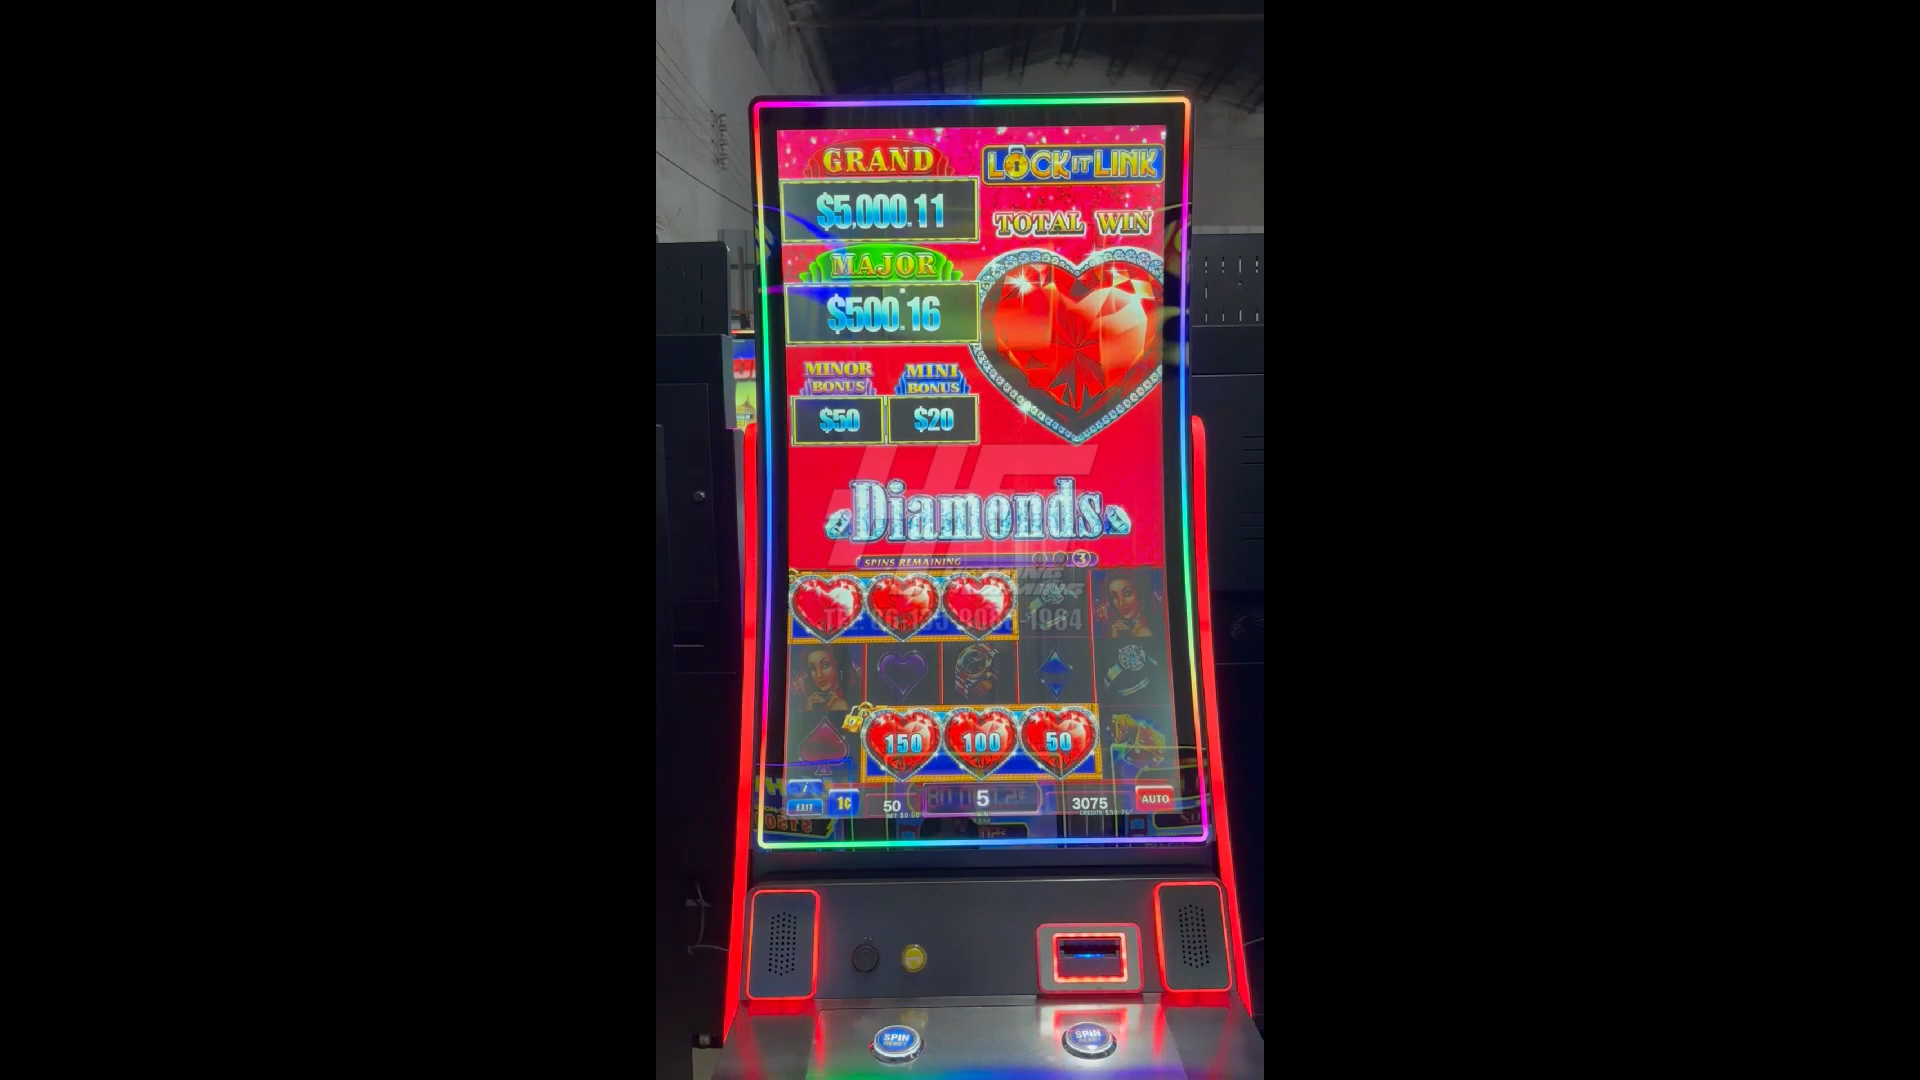 GRAND
LOCK IT LINK
$5,000.11
TOTAL WIN
MAJOR
$500.16
MINOR
BONUS
MINI
BONUS
$50
$20
Diamonds
SPINS REMAINING
3
150
100
50
EXIT
1¢
50
5
3075
AUTO
SPIN
SPIN